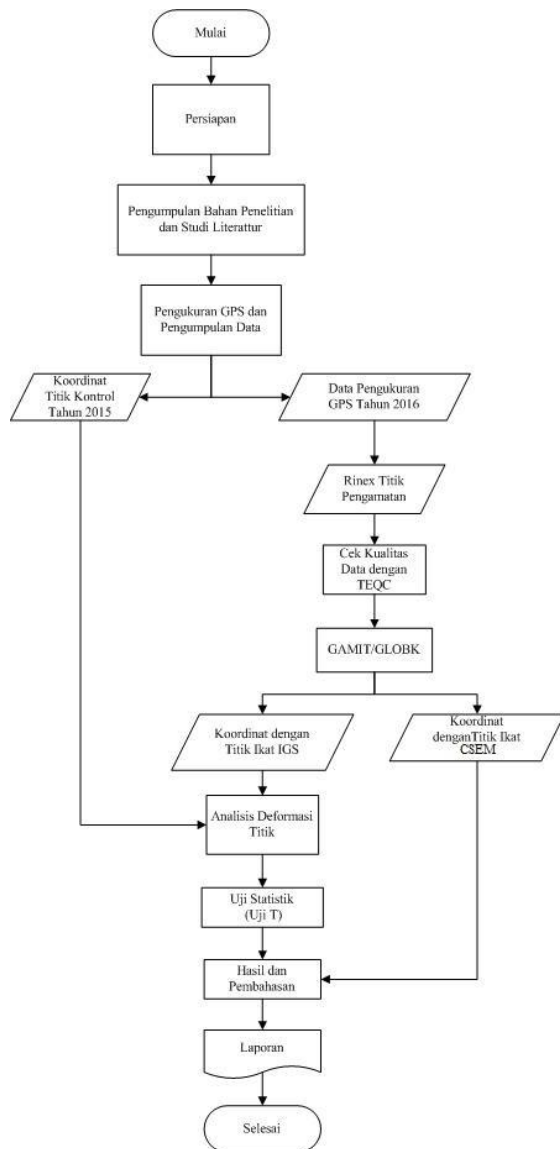 Mulai
Persiapan
Pengumpulan Bahan Penelitian
dan Studi Literattur
Pengukuran GPS dan
Pengumpulan Data
Koordinat
Titik Kontrol
Tahun 2015
Data Pengukuran
GPS Tahun 2016
Rinex Titik
Pengamatan
Cek Kualitas
Data dengan
TEQC
GAMIT/GLOBK
Koordinat dengan
Titik Ikat IGS
Koordinat
denganTitik Ikat
CSEM
Analisis Deformasi
Titik
Uji Statistik
(Uji T)
Hasil dan
Pembahasan
Laporan
Selesai